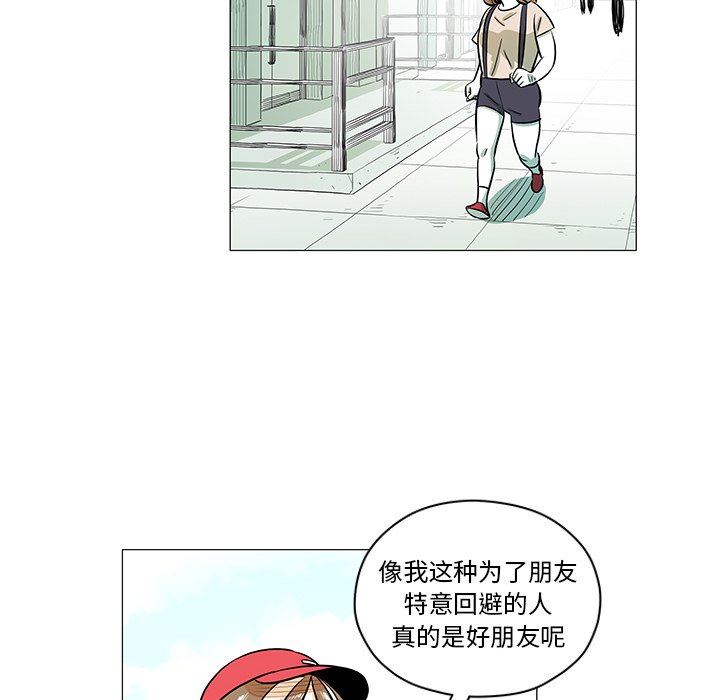 像我这种为了朋友
特意回避的人
真的是好朋友呢